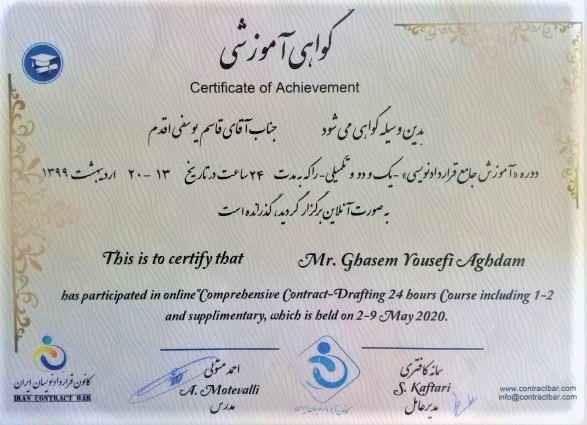 گواهی آموزشی
Certificate of Achievement
بدین وسیله گواهی می شود جناب آقای قاسم یوسفی اقدم
دوره «آموزش جامع قراردادنویسی» -یک و دو و تکمیلی- را که به مدت ۲۴ ساعت در تاریخ ۱۳ - ۲۰ اردیبهشت ۱۳۹۹
به صورت آنلاین برگزار گردید، گذرانده است
This is to certify that Mr. Ghasem Yousefi Aghdam
has participated in online"Comprehensive Contract-Drafting 24 hours Course including 1-2
and supplimentary, which is held on 2-9 May 2020.
کانون قراردادنویسان ایران
IRAN CONTRACT BAR
احمد متولی
A. Motevalli
مدرس
سمانه کافتری
S. Kaftari
مدیرعامل
www.contractbar.com
info@contractbar.com